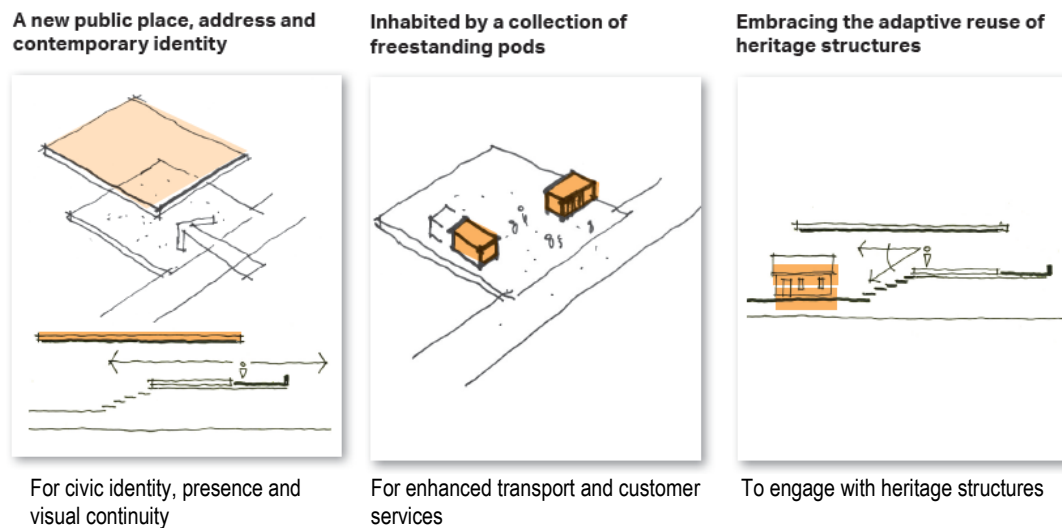 A new public place, address and
contemporary identity
Inhabited by a collection of
freestanding pods
Embracing the adaptive reuse of
heritage structures
For civic identity, presence and
visual continuity
For enhanced transport and customer
services
To engage with heritage structures